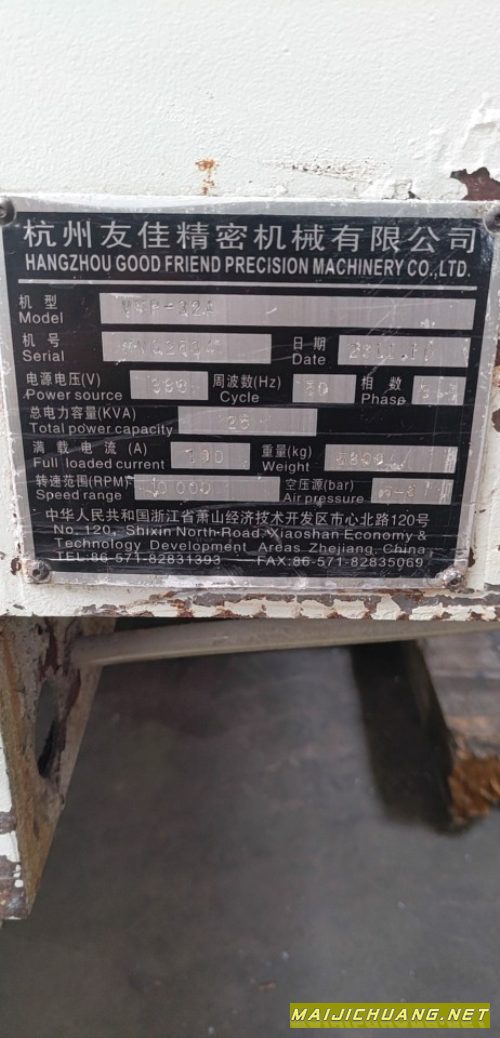 杭州友佳精密机械有限公司
HANGZHOU GOOD FRIEND PRECISION MACHINERY CO.,LTD.
机型
Model
机号
Serial
日期
Date
电源电压(V)
Power source
380
周波数(Hz)
Cycle
50
相数
Phase
总电力容量(KVA)
Total power capacity
25
满载电流(A)
Full loaded current
重量(kg)
Weight
转速范围(RPM)
Speed range
空压源(bar)
Air pressure
中华人民共和国浙江省萧山经济技术开发区市心北路120号
No. 120, Shixin North-Road, Xiaoshan Economy &
Technology Development Areas Zhejiang, China
TEL:86-571-82831393 FAX:86-571-82835069
MAIJICHUANG.NET